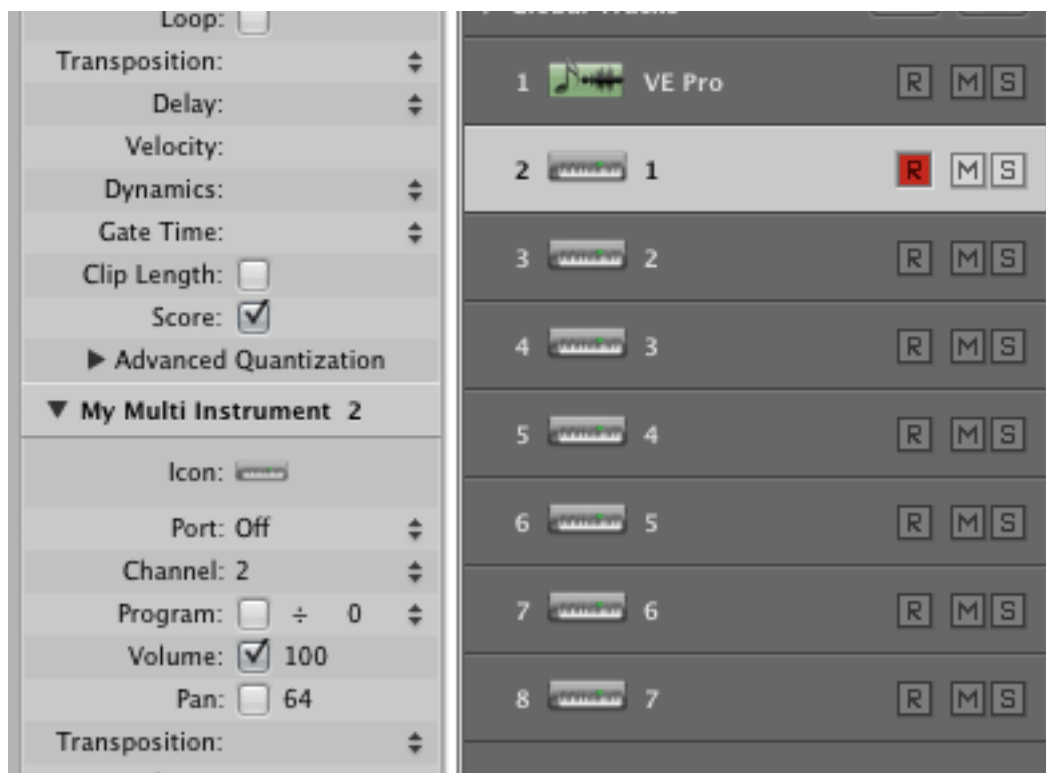 Loop:
Transposition:
Delay:
Velocity:
Dynamics:
Gate Time:
Clip Length:
Score:
Advanced Quantization
My Multi Instrument 2
Icon:
Port: Off
Channel: 2
Program: ÷ 0
Volume: 100
Pan: 64
Transposition:
Global Tracks
1 VE Pro R M S
2 1 R M S
3 2 R M S
4 3 R M S
5 4 R M S
6 5 R M S
7 6 R M S
8 7 R M S